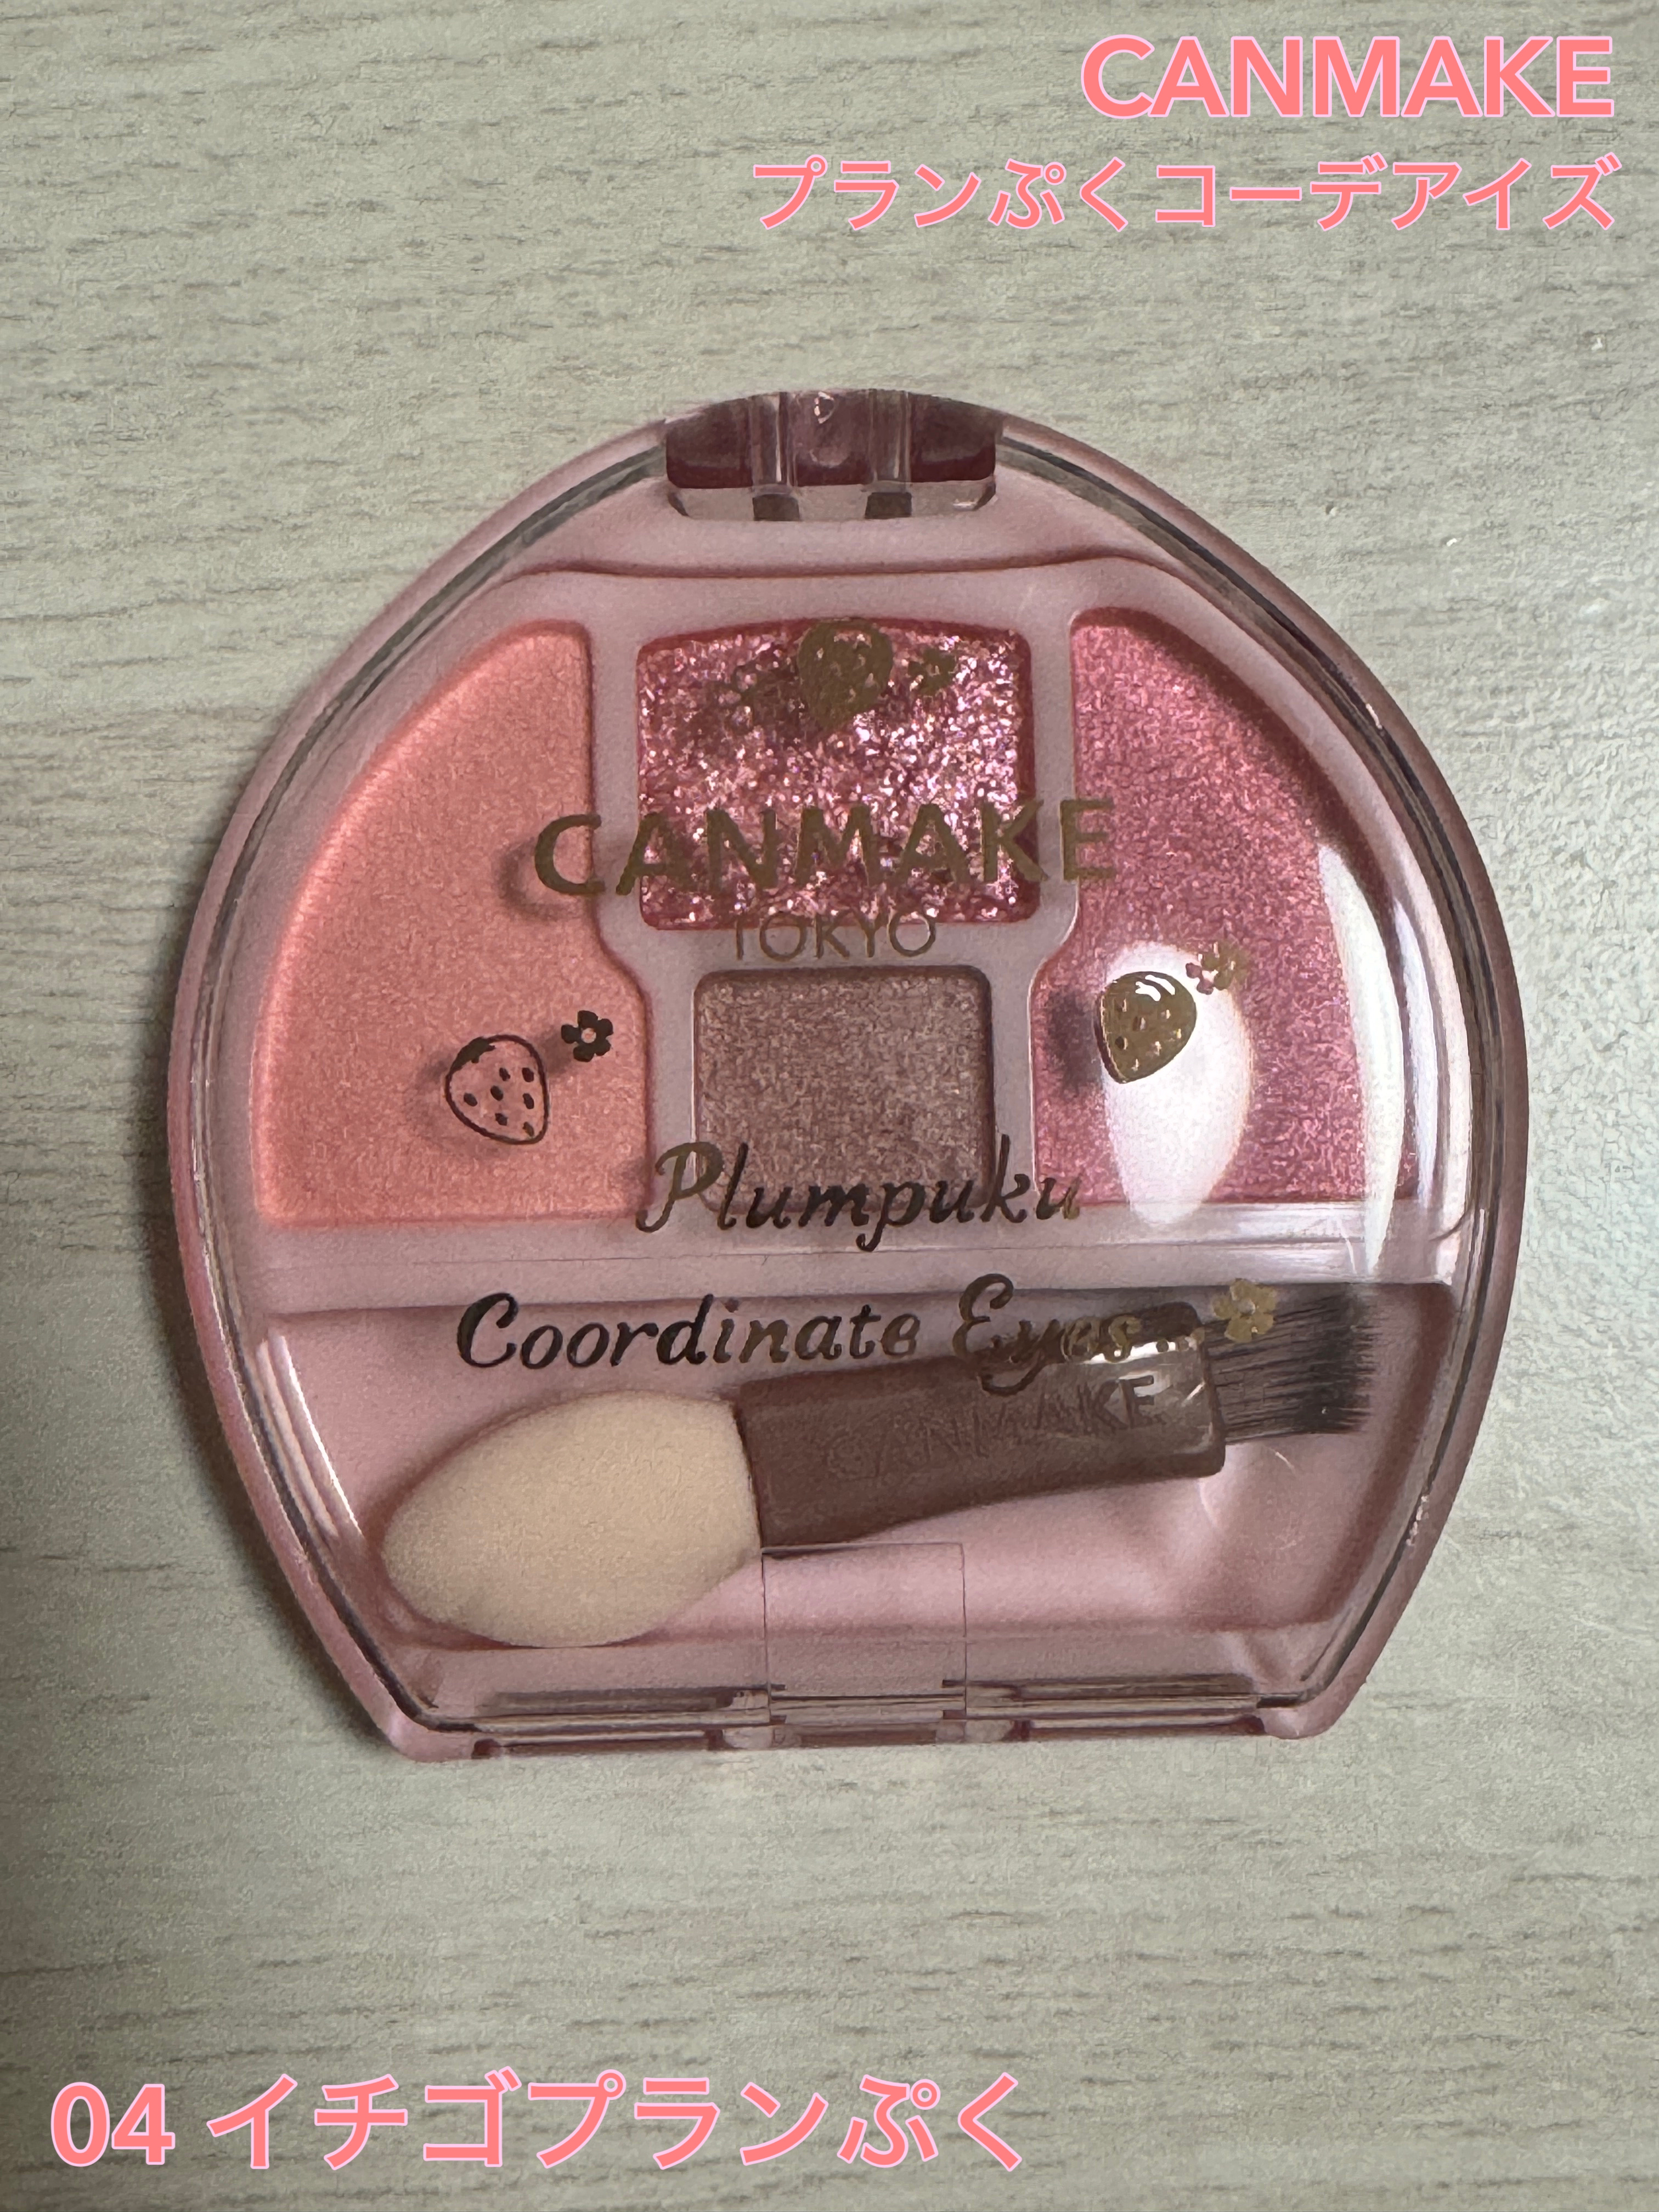 CANMAKE
プランぷくコーデアイズ
CANMAKE
TOKYO
Plumpuku
Coordinate Eyes
CANMAKE
04 イチゴプランぷく